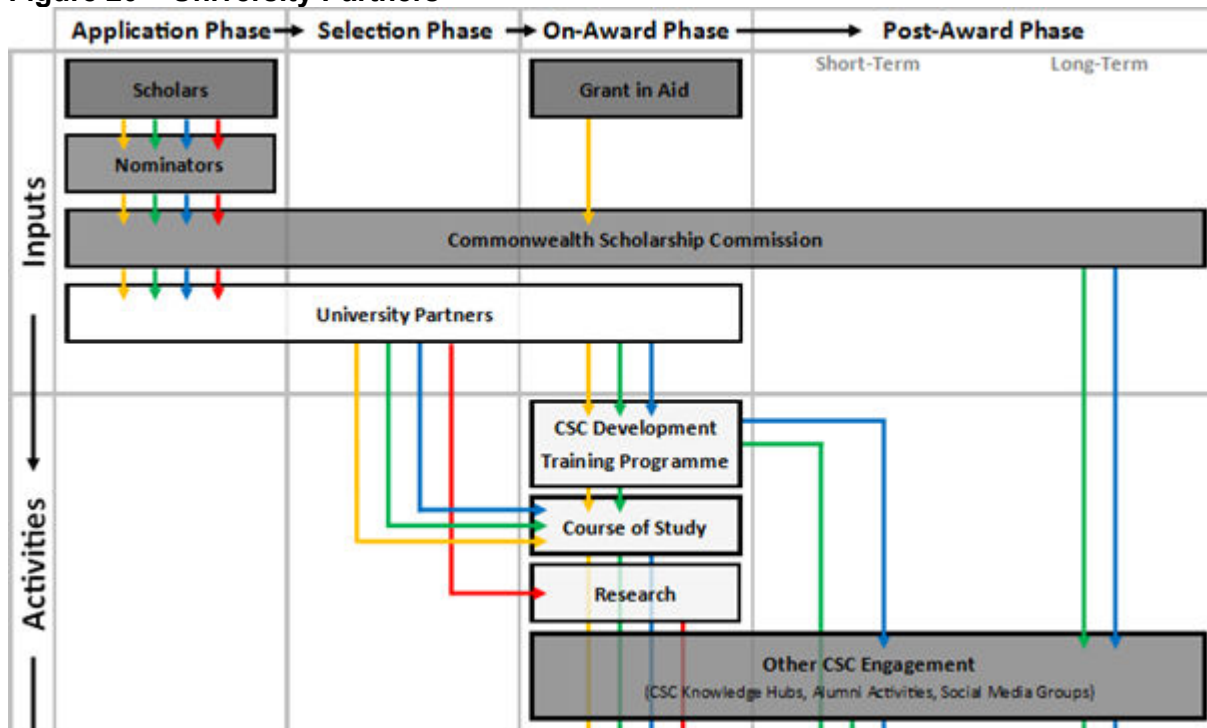 Application Phase
Selection Phase
On-Award Phase
Post-Award Phase
Short-Term
Long-Term
Inputs
Scholars
Grant in Aid
Nominators
Commonwealth Scholarship Commission
University Partners
Activities
CSC Development
Training Programme
Course of Study
Research
Other CSC Engagement
(CSC Knowledge Hubs, Alumni Activities, Social Media Groups)